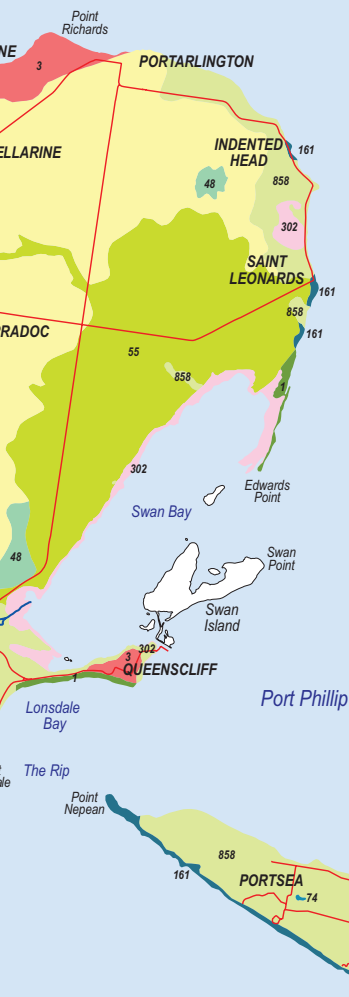 Point
Richards
NE
3
PORTARLINGTON
ELLARINE
INDENTED
HEAD
161
48
858
302
SAINT
LEONARDS
161
858
RADOC
161
55
858
1
302
Edwards
Point
Swan Bay
48
Swan
Point
Swan
Island
302
3
QUEENSCLIFF
1
Port Phillip
Lonsdale
Bay
The Rip
t
le
Point
Nepean
858
161
PORTSEA
74